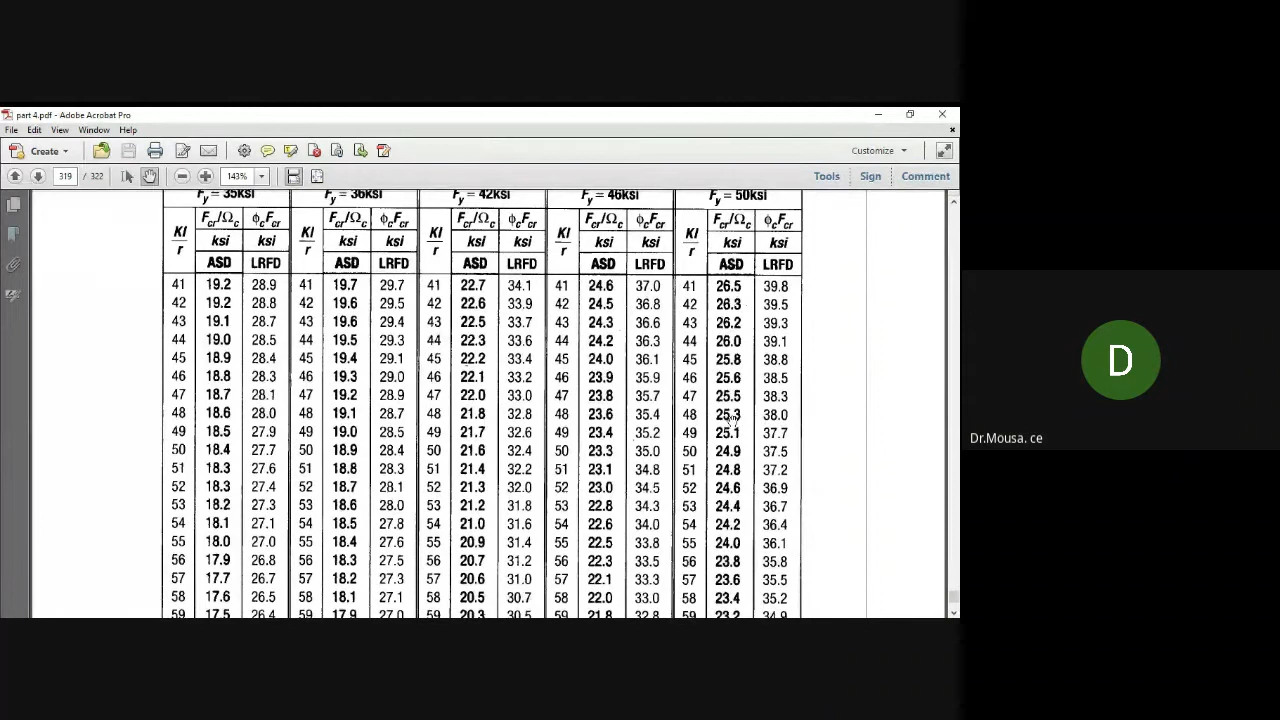 part 4.pdf - Adobe Acrobat Pro
File Edit View Window Help
Create Customize
319 / 322 143% Tools Sign Comment
Fy = 35ksi Fy = 36ksi Fy = 42ksi Fy = 46ksi Fy = 50ksi
Kl/r Fcr/Ωc ϕcFcr Kl/r Fcr/Ωc ϕcFcr Kl/r Fcr/Ωc ϕcFcr Kl/r Fcr/Ωc ϕcFcr Kl/r Fcr/Ωc ϕcFcr
ksi ksi ksi ksi ksi ksi ksi ksi ksi ksi
ASD LRFD ASD LRFD ASD LRFD ASD LRFD ASD LRFD
41 19.2 28.9 41 19.7 29.7 41 22.7 34.1 41 24.6 37.0 41 26.5 39.8
42 19.2 28.8 42 19.6 29.5 42 22.6 33.9 42 24.5 36.8 42 26.3 39.5
43 19.1 28.7 43 19.6 29.4 43 22.5 33.7 43 24.3 36.6 43 26.2 39.3
44 19.0 28.5 44 19.5 29.3 44 22.3 33.6 44 24.2 36.3 44 26.0 39.1
45 18.9 28.4 45 19.4 29.1 45 22.2 33.4 45 24.0 36.1 45 25.8 38.8
46 18.8 28.3 46 19.3 29.0 46 22.1 33.2 46 23.9 35.9 46 25.6 38.5
47 18.7 28.1 47 19.2 28.9 47 22.0 33.0 47 23.8 35.7 47 25.5 38.3
48 18.6 28.0 48 19.1 28.7 48 21.8 32.8 48 23.6 35.4 48 25.3 38.0
49 18.5 27.9 49 19.0 28.5 49 21.7 32.6 49 23.4 35.2 49 25.1 37.7
50 18.4 27.7 50 18.9 28.4 50 21.6 32.4 50 23.3 35.0 50 24.9 37.5
51 18.3 27.6 51 18.8 28.3 51 21.4 32.2 51 23.1 34.8 51 24.8 37.2
52 18.3 27.4 52 18.7 28.1 52 21.3 32.0 52 23.0 34.5 52 24.6 36.9
53 18.2 27.3 53 18.6 28.0 53 21.2 31.8 53 22.8 34.3 53 24.4 36.7
54 18.1 27.1 54 18.5 27.8 54 21.0 31.6 54 22.6 34.0 54 24.2 36.4
55 18.0 27.0 55 18.4 27.6 55 20.9 31.4 55 22.5 33.8 55 24.0 36.1
56 17.9 26.8 56 18.3 27.5 56 20.7 31.2 56 22.3 33.5 56 23.8 35.8
57 17.7 26.7 57 18.2 27.3 57 20.6 31.0 57 22.1 33.3 57 23.6 35.5
58 17.6 26.5 58 18.1 27.1 58 20.5 30.7 58 22.0 33.0 58 23.4 35.2
59 17.5 26.4 59 17.9 27.0 59 20.3 30.5 59 21.8 32.8 59 23.2 34.9
D
Dr.Mousa. ce